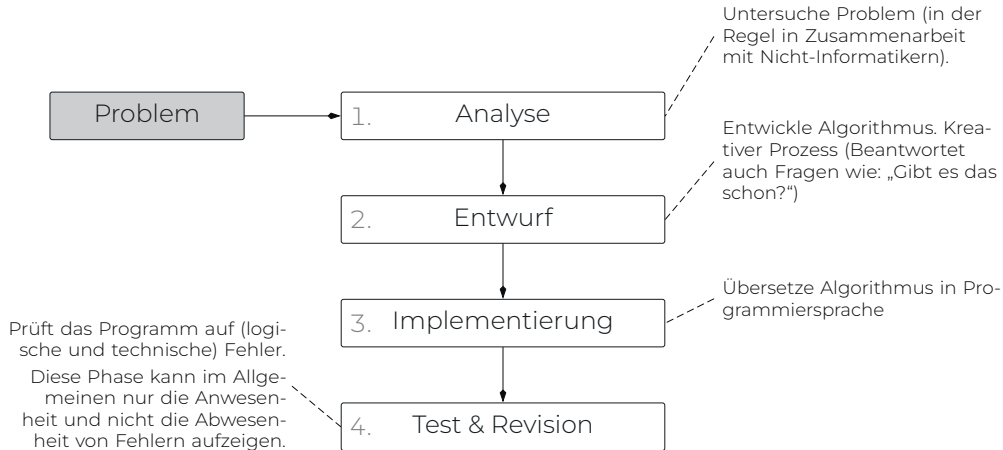 Untersuche Problem (in der
Regel in Zusammenarbeit
mit Nicht-Informatikern).
Problem
1. Analyse
Entwickle Algorithmus. Krea-
tiver Prozess (Beantwortet
auch Fragen wie: „Gibt es das
schon?“)
2. Entwurf
Übersetze Algorithmus in Pro-
grammiersprache
3. Implementierung
Prüft das Programm auf (logi-
sche und technische) Fehler.
Diese Phase kann im Allge-
meinen nur die Anwesen-
heit und nicht die Abwesen-
heit von Fehlern aufzeigen.
4. Test & Revision